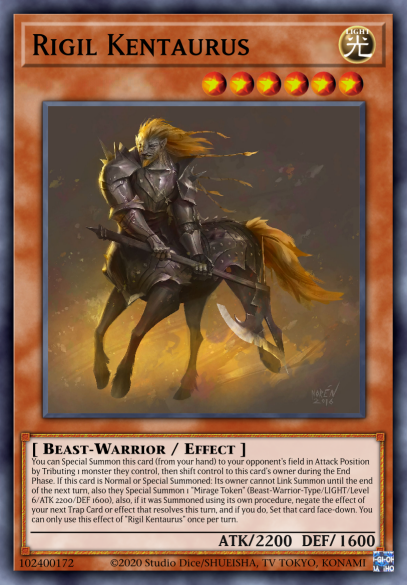 RIGIL KENTAURUS
LIGHT
光
[ BEAST-WARRIOR / EFFECT ]
You can Special Summon this card (from your hand) to your opponent's field in Attack Position
by Tributing 1 monster they control, then shift control to this card's owner during the End
Phase. If this card is Normal or Special Summoned: Its owner cannot Link Summon until the
end of the next turn, also they Special Summon 1 "Mirage Token" (Beast-Warrior-Type/LIGHT/Level
6/ATK 2200/DEF 1600), also, if it was Summoned using its own procedure, negate the effect of
your next Trap Card or effect that resolves this turn, and if you do, Set that card face-down. You
can only use this effect of "Rigil Kentaurus" once per turn.
ATK/2200 DEF/1600
102400172 ©2020 Studio Dice/SHUEISHA, TV TOKYO, KONAMI